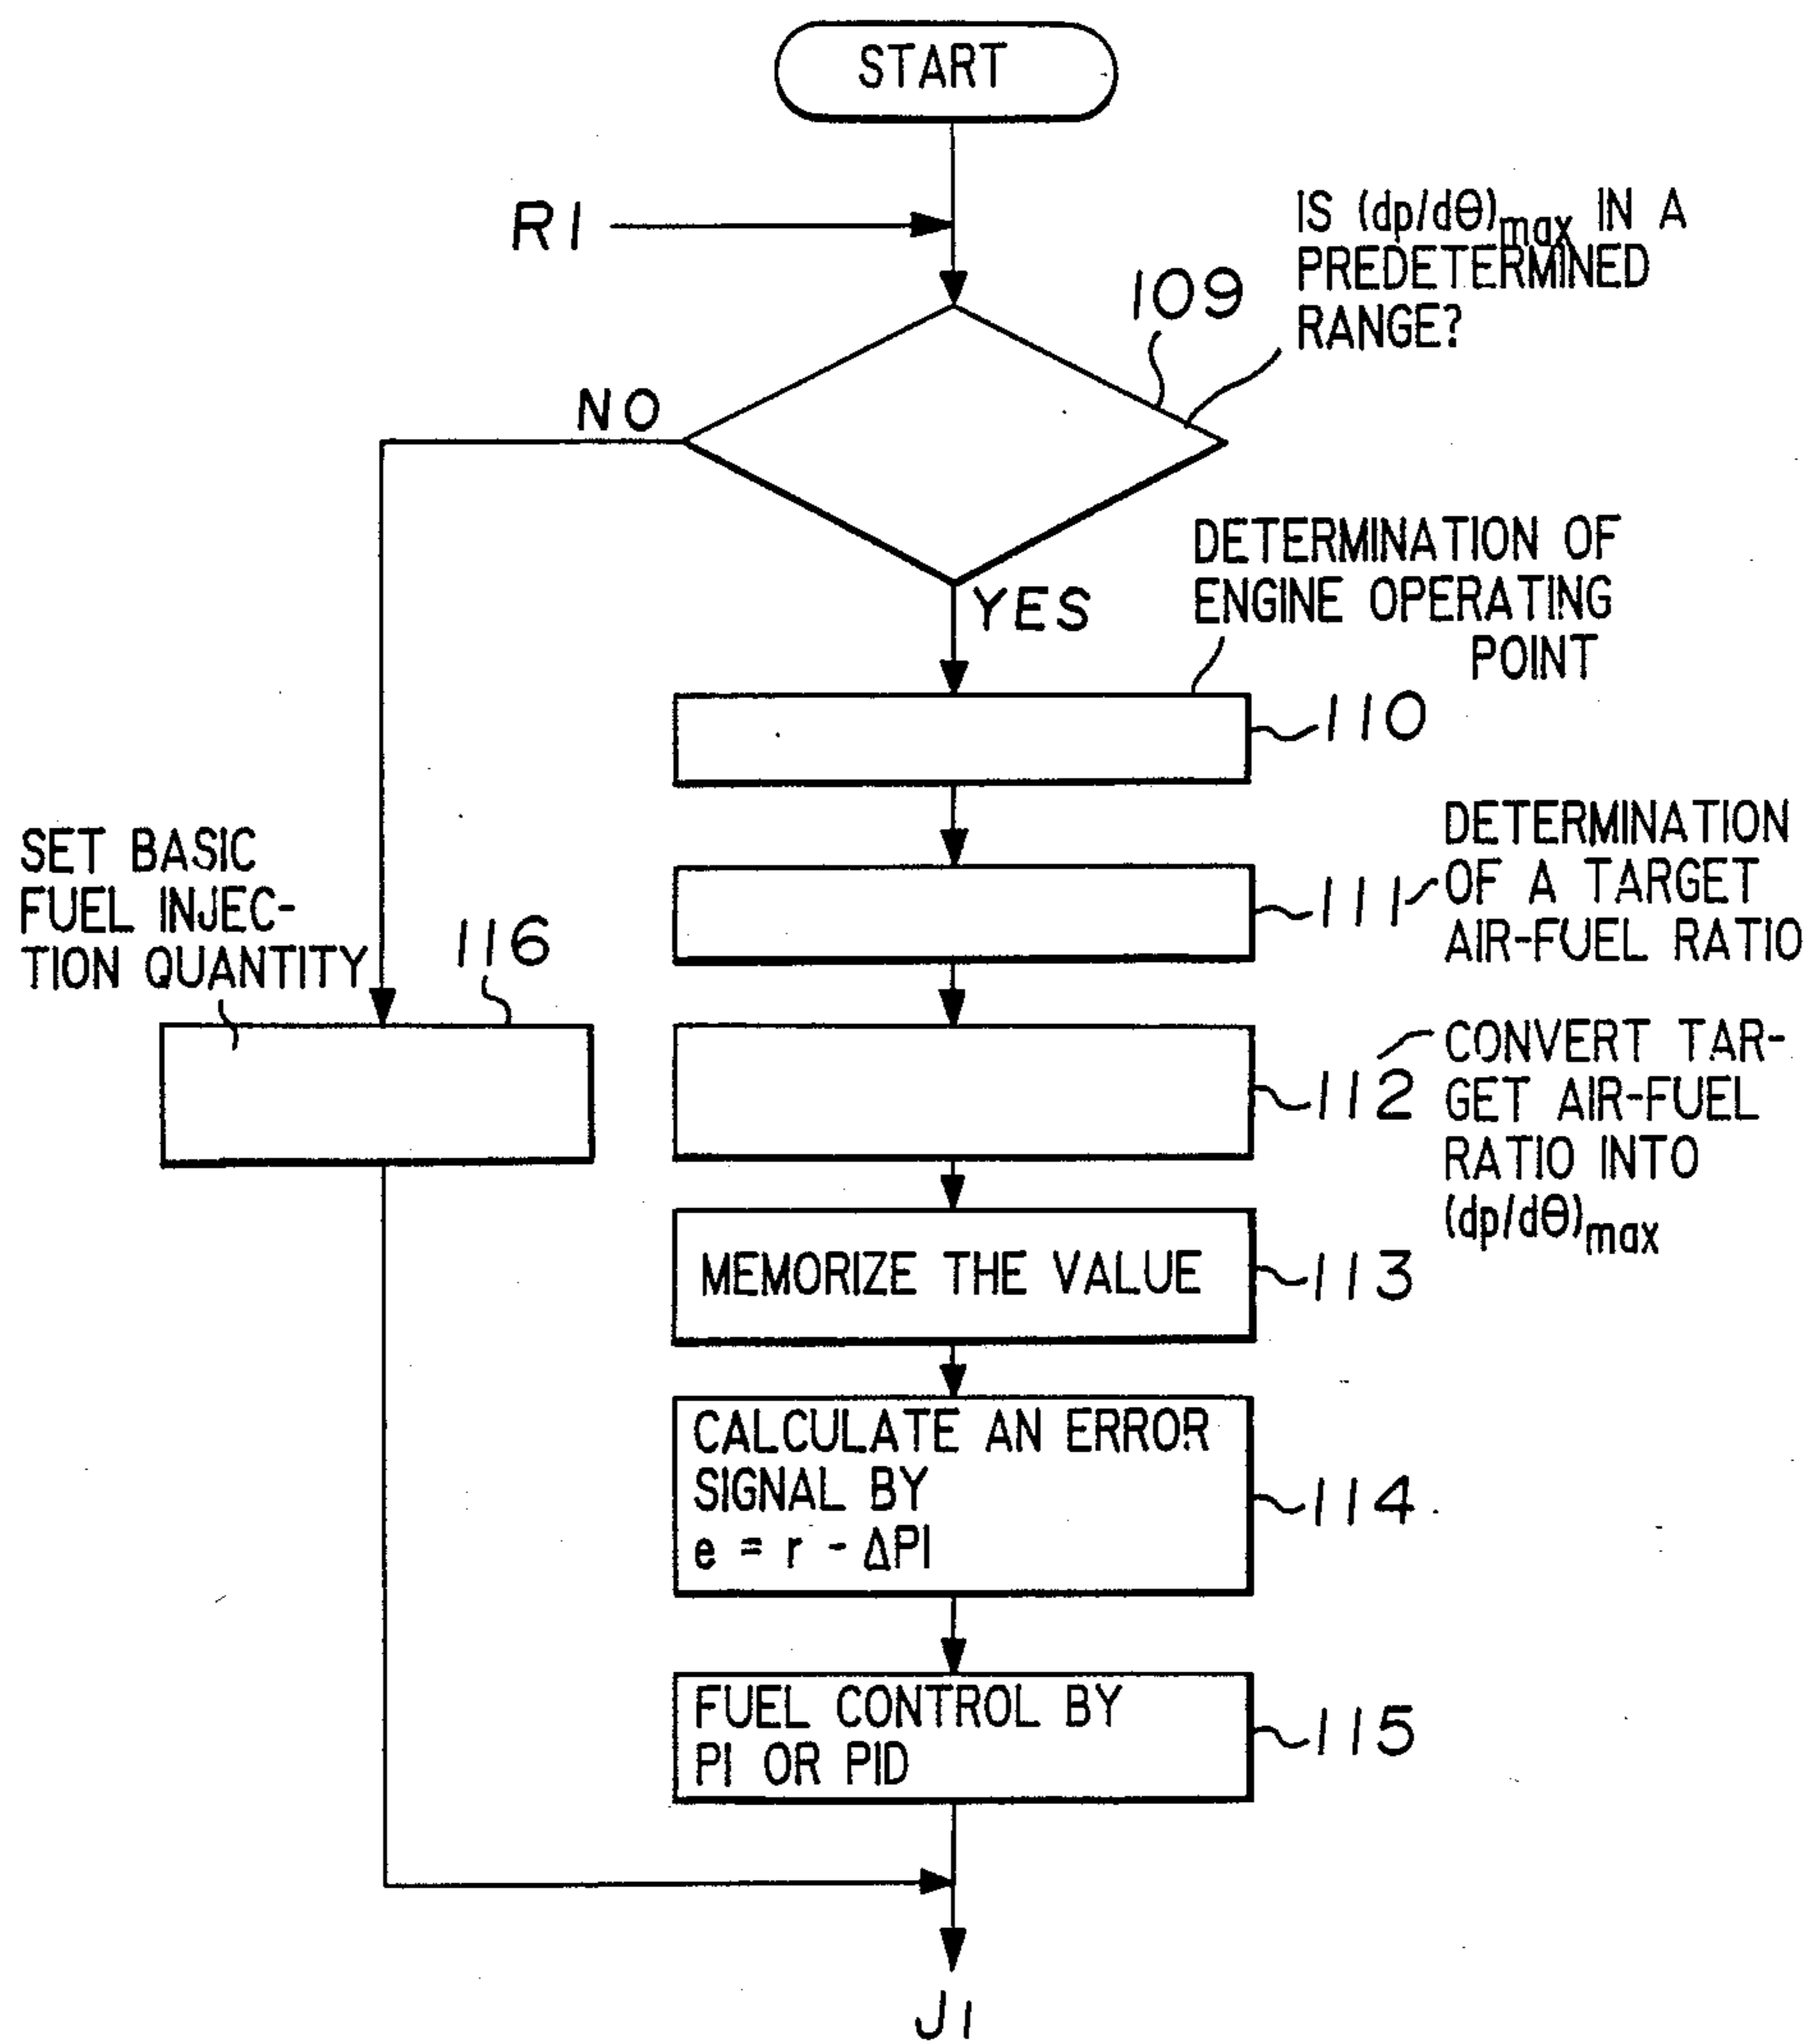 START
R1
IS (dp/dθ)max IN A
PREDETERMINED
RANGE?
109
NO
YES
DETERMINATION OF
ENGINE OPERATING
POINT
110
DETERMINATION
OF A TARGET
AIR-FUEL RATIO
111
SET BASIC
FUEL INJEC-
TION QUANTITY
116
CONVERT TAR-
GET AIR-FUEL
RATIO INTO
(dp/dθ)max
112
MEMORIZE THE VALUE
113
CALCULATE AN ERROR
SIGNAL BY
e = r - ΔPI
114
FUEL CONTROL BY
PI OR PID
115
J1